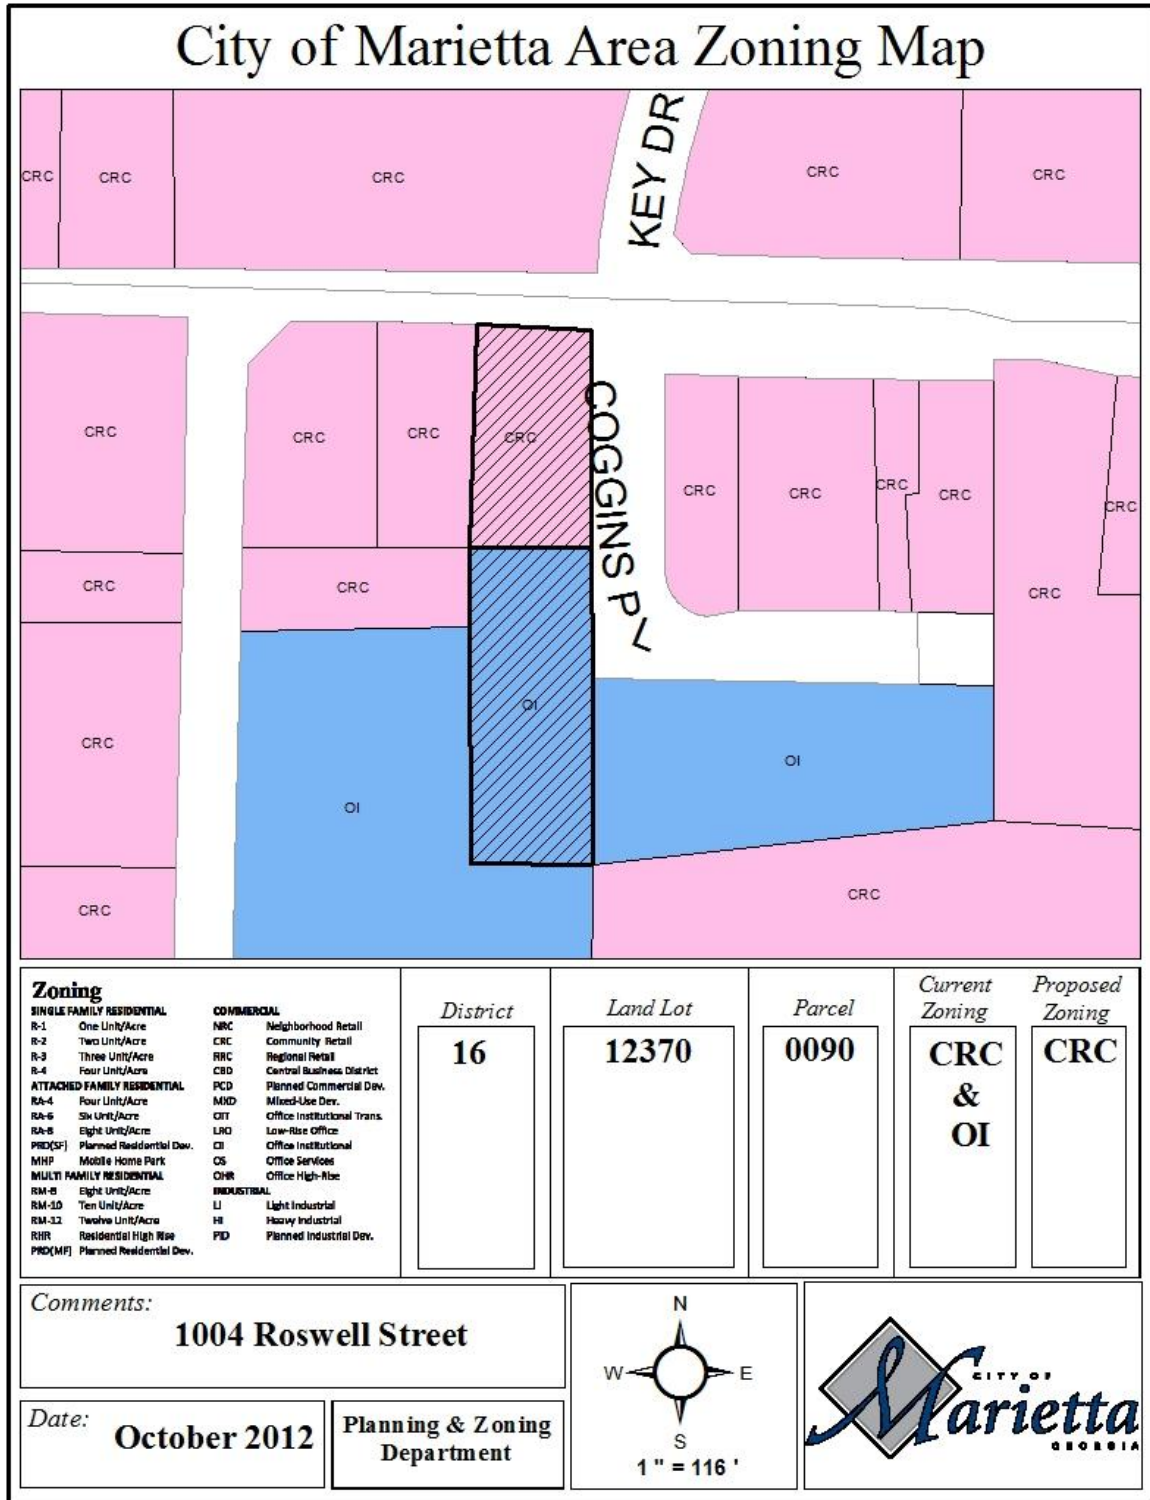 City of Marietta Area Zoning Map
KEY DR
CRC
CRC
CRC
CRC
CRC
CRC
CRC
CRC
CRC
COGGINS PL
CRC
CRC
CRC
CRC
CRC
CRC
CRC
CRC
CRC
OI
CRC
OI
OI
CRC
CRC
Zoning
SINGLE FAMILY RESIDENTIAL
R-1 One Unit/Acre
R-2 Two Unit/Acre
R-3 Three Unit/Acre
R-4 Four Unit/Acre
ATTACHED FAMILY RESIDENTIAL
RA-4 Four Unit/Acre
RA-6 Six Unit/Acre
RA-8 Eight Unit/Acre
PRD(SF) Planned Residential Dev.
MHP Mobile Home Park
MULTI FAMILY RESIDENTIAL
RM-8 Eight Unit/Acre
RM-10 Ten Unit/Acre
RM-12 Twelve Unit/Acre
RHR Residential High Rise
PRD(MF) Planned Residential Dev.
COMMERCIAL
NRC Neighborhood Retail
CRC Community Retail
RRC Regional Retail
CBD Central Business District
PCD Planned Commercial Dev.
MXD Mixed-Use Dev.
OIT Office Institutional Trans.
LRO Low-Rise Office
OI Office Institutional
OS Office Services
OHR Office High-Rise
INDUSTRIAL
LI Light Industrial
HI Heavy Industrial
PID Planned Industrial Dev.
District
16
Land Lot
12370
Parcel
0090
Current
Zoning
CRC
&
OI
Proposed
Zoning
CRC
Comments:
1004 Roswell Street
Date:
October 2012
Planning & Zoning
Department
N
W E
S
1 " = 116 '
CITY OF
Marietta
GEORGIA